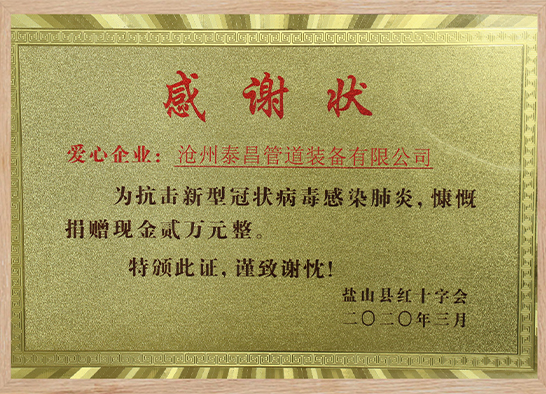 感谢状
爱心企业：沧州泰昌管道装备有限公司
为抗击新型冠状病毒感染肺炎，慷慨
捐赠现金贰万元整。
特颁此证，谨致谢忱！
盐山县红十字会
二〇二〇年三月